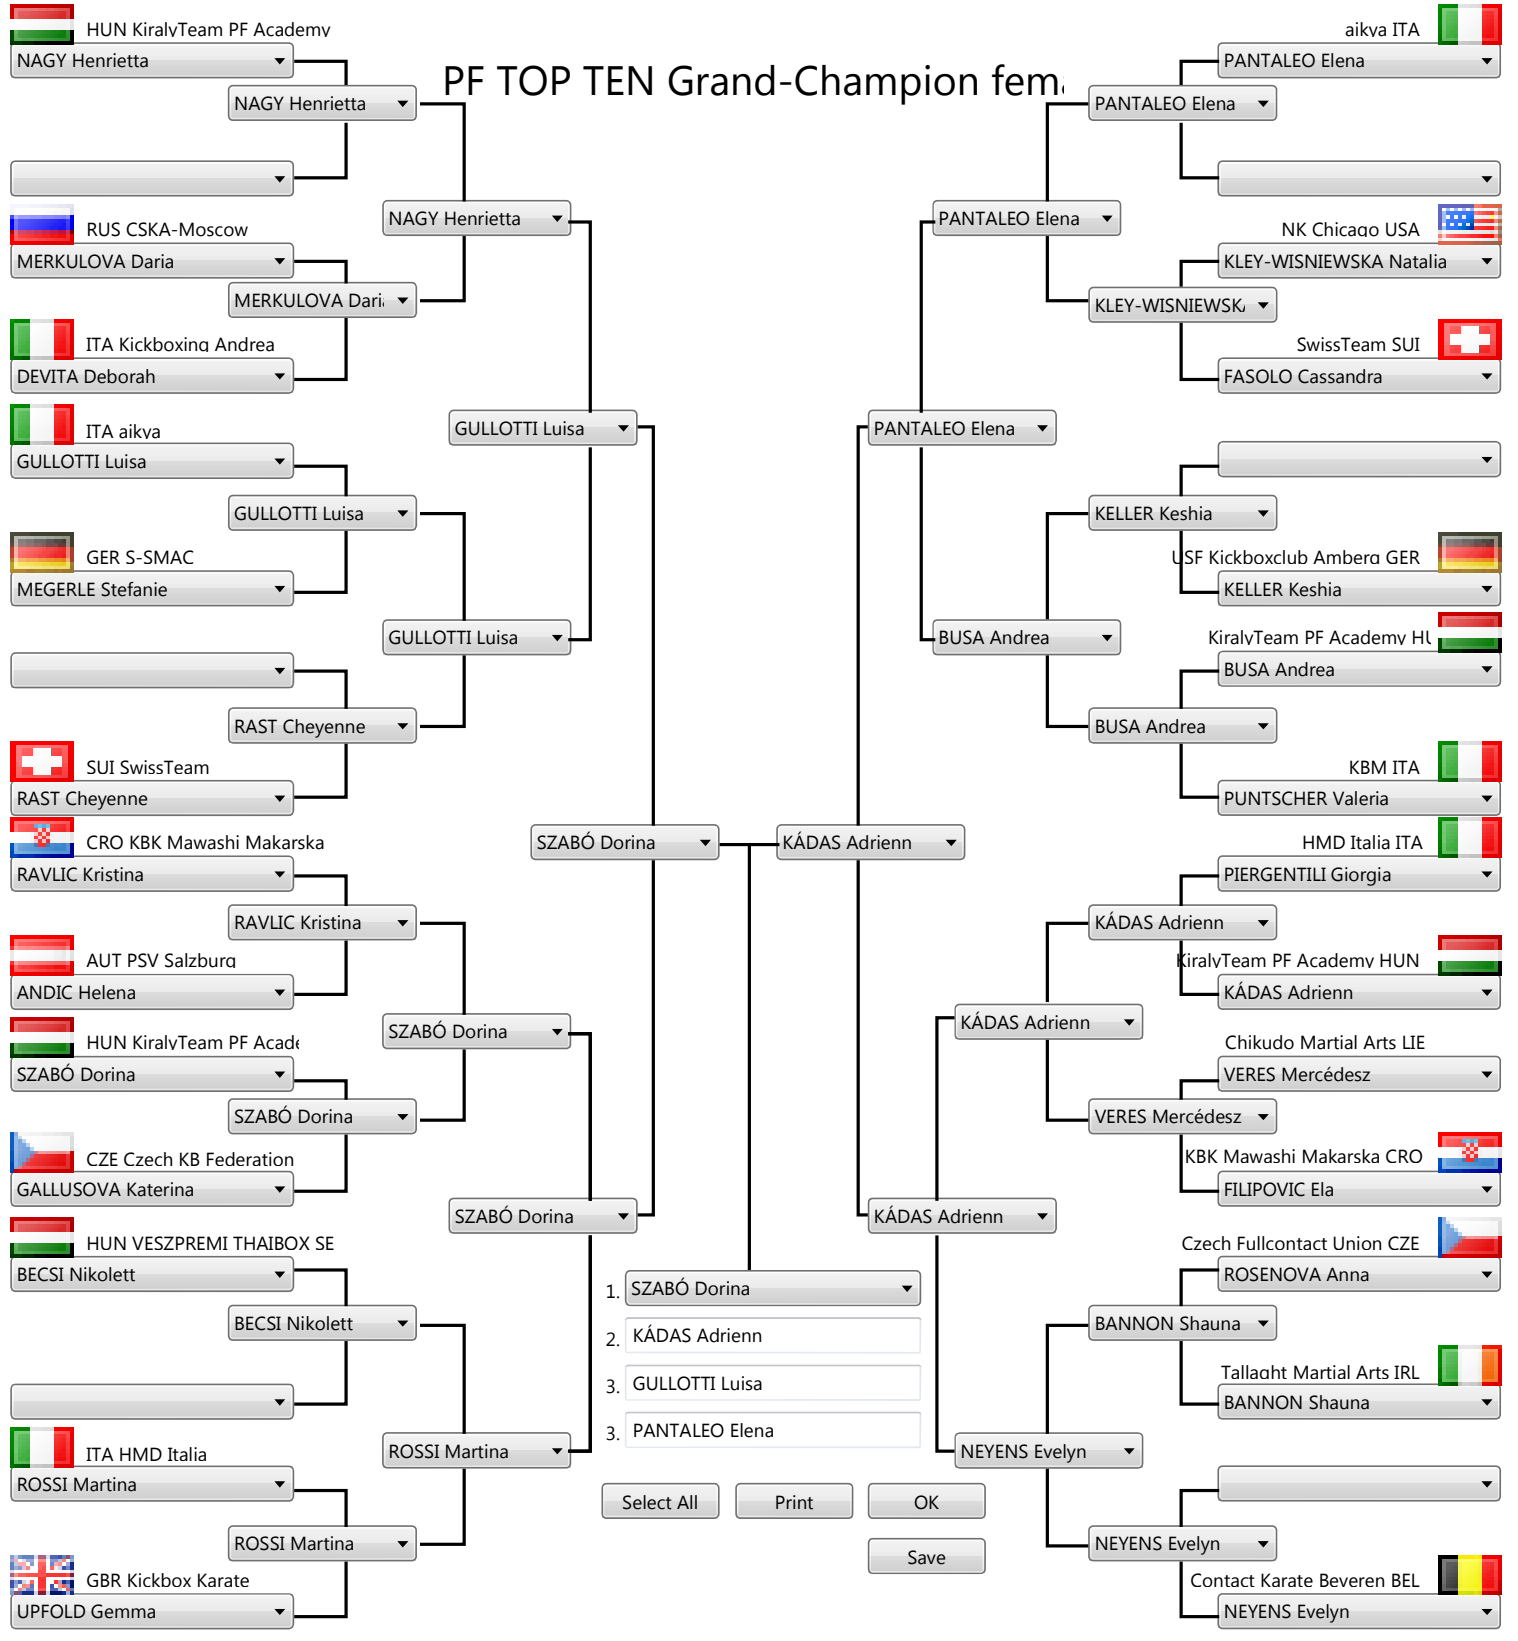 PF TOP TEN Grand-Champion fema
HUN KiralyTeam PF Academy
NAGY Henrietta
NAGY Henrietta
RUS CSKA-Moscow
MERKULOVA Daria
NAGY Henrietta
MERKULOVA Daria
ITA Kickboxing Andrea
DEVITA Deborah
GULLOTTI Luisa
ITA aikya
GULLOTTI Luisa
GULLOTTI Luisa
GER S-SMAC
MEGERLE Stefanie
GULLOTTI Luisa
RAST Cheyenne
SUI SwissTeam
RAST Cheyenne
SZABÓ Dorina
CRO KBK Mawashi Makarska
RAVLIC Kristina
RAVLIC Kristina
AUT PSV Salzburg
ANDIC Helena
SZABÓ Dorina
HUN KiralyTeam PF Acade
SZABÓ Dorina
SZABÓ Dorina
CZE Czech KB Federation
GALLUSOVA Katerina
SZABÓ Dorina
HUN VESZPREMI THAIBOX SE
BECSI Nikolett
BECSI Nikolett
ROSSI Martina
ITA HMD Italia
ROSSI Martina
ROSSI Martina
GBR Kickbox Karate
UPFOLD Gemma
aikya ITA
PANTALEO Elena
PANTALEO Elena
PANTALEO Elena
NK Chicago USA
KLEY-WISNIEWSKA Natalia
KLEY-WISNIEWSK
SwissTeam SUI
FASOLO Cassandra
PANTALEO Elena
KELLER Keshia
USF Kickboxclub Amberg GER
KELLER Keshia
BUSA Andrea
KiralyTeam PF Academy HU
BUSA Andrea
BUSA Andrea
KBM ITA
PUNTSCHER Valeria
KÁDAS Adrienn
HMD Italia ITA
PIERGENTILI Giorgia
KÁDAS Adrienn
KiralyTeam PF Academy HUN
KÁDAS Adrienn
KÁDAS Adrienn
Chikudo Martial Arts LIE
VERES Mercédesz
VERES Mercédesz
KBK Mawashi Makarska CRO
FILIPOVIC Ela
KÁDAS Adrienn
Czech Fullcontact Union CZE
ROSENOVA Anna
BANNON Shauna
Tallaght Martial Arts IRL
BANNON Shauna
NEYENS Evelyn
NEYENS Evelyn
Contact Karate Beveren BEL
NEYENS Evelyn
1. SZABÓ Dorina
2. KÁDAS Adrienn
3. GULLOTTI Luisa
3. PANTALEO Elena
Select All
Print
OK
Save